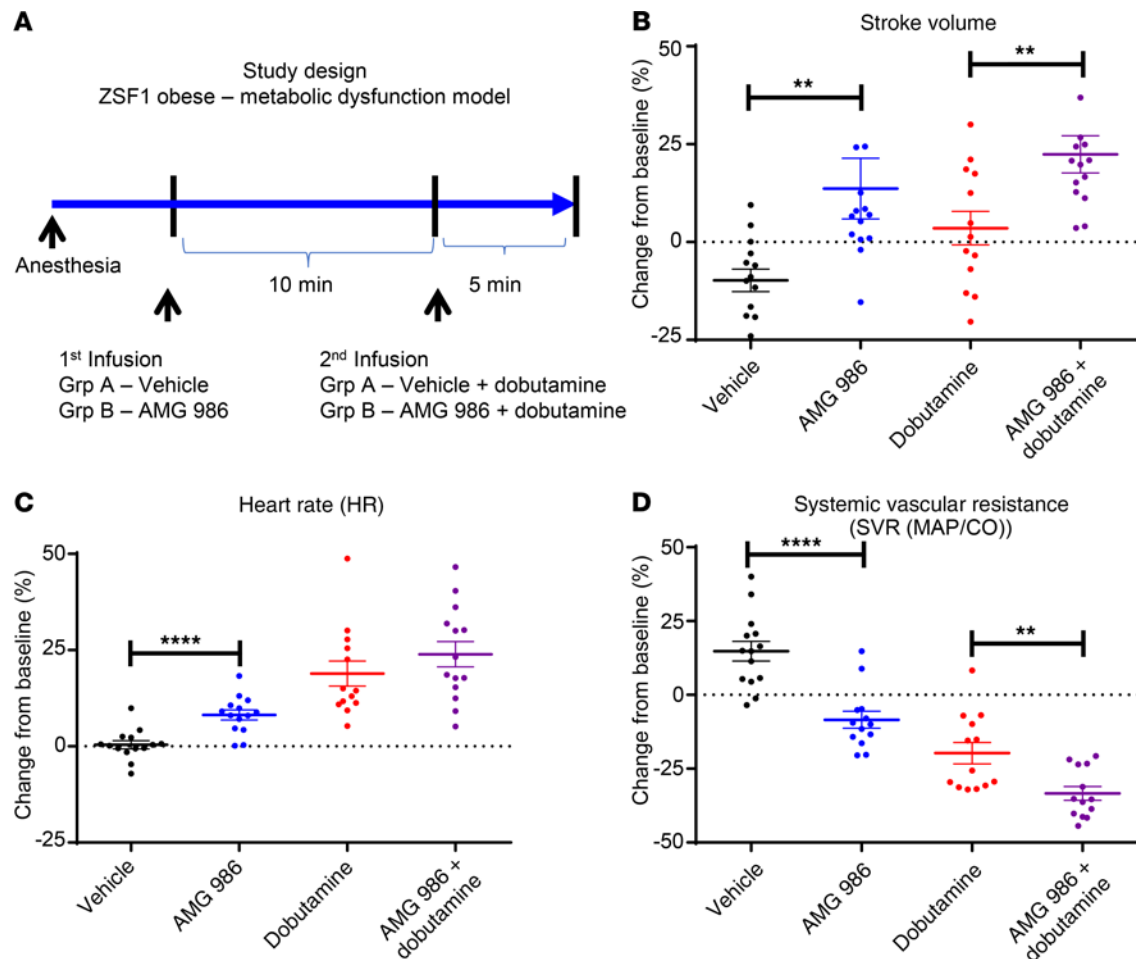 A
Study design
ZSF1 obese – metabolic dysfunction model
Anesthesia
10 min
5 min
1st Infusion
Grp A – Vehicle
Grp B – AMG 986
2nd Infusion
Grp A – Vehicle + dobutamine
Grp B – AMG 986 + dobutamine
B
Stroke volume
Change from baseline (%)
50
25
0
-25
**
**
Vehicle
AMG 986
Dobutamine
AMG 986 +
dobutamine
C
Heart rate (HR)
Change from baseline (%)
50
25
0
-25
****
Vehicle
AMG 986
Dobutamine
AMG 986 +
dobutamine
D
Systemic vascular resistance
(SVR (MAP/CO))
Change from baseline (%)
50
25
0
-25
-50
****
**
Vehicle
AMG 986
Dobutamine
AMG 986 +
dobutamine